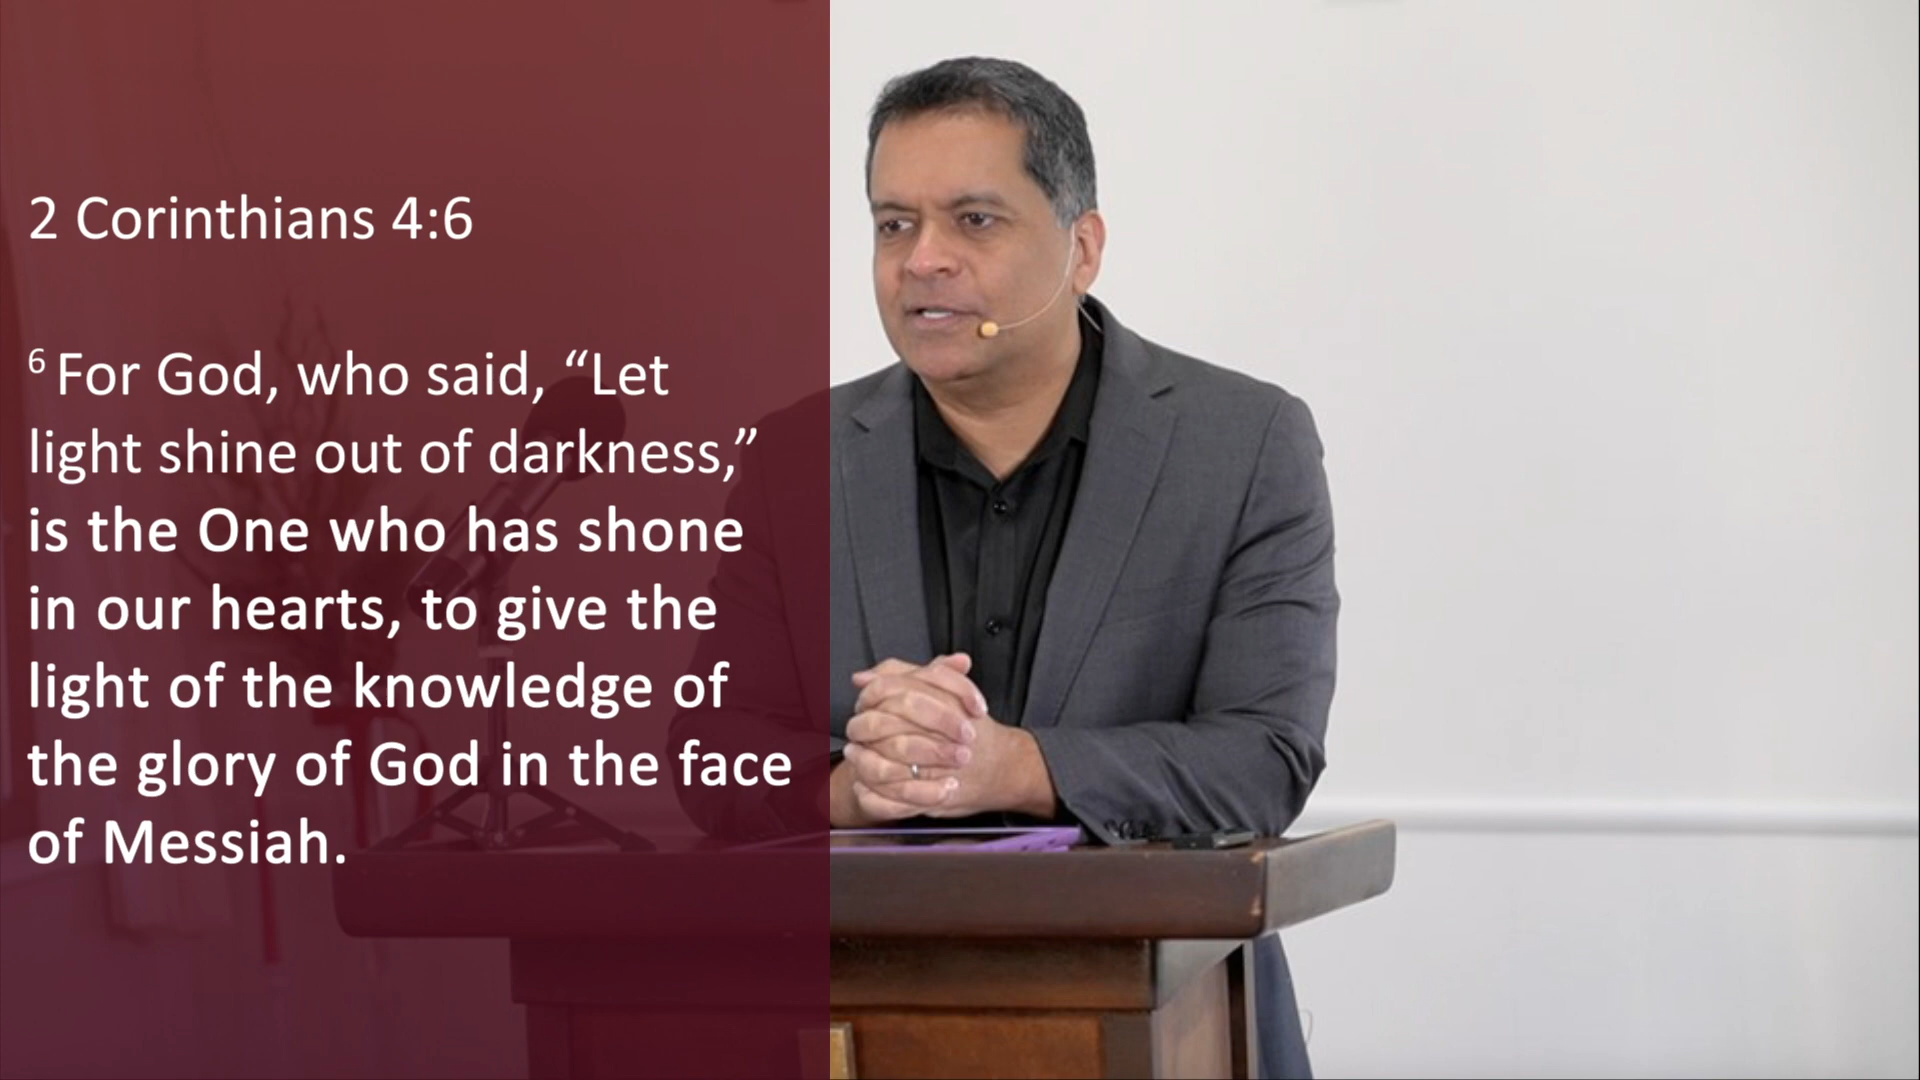 2 Corinthians 4:6
6 For God, who said, “Let
light shine out of darkness,”
is the One who has shone
in our hearts, to give the
light of the knowledge of
the glory of God in the face
of Messiah.